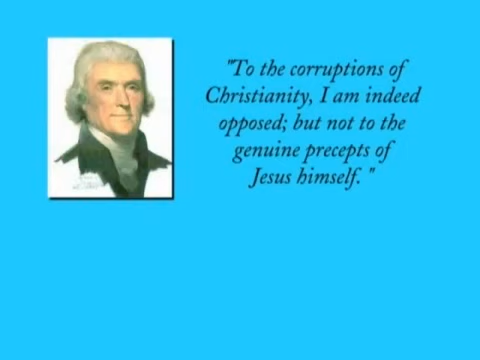 "To the corruptions of
Christianity, I am indeed
opposed; but not to the
genuine precepts of
Jesus himself. "